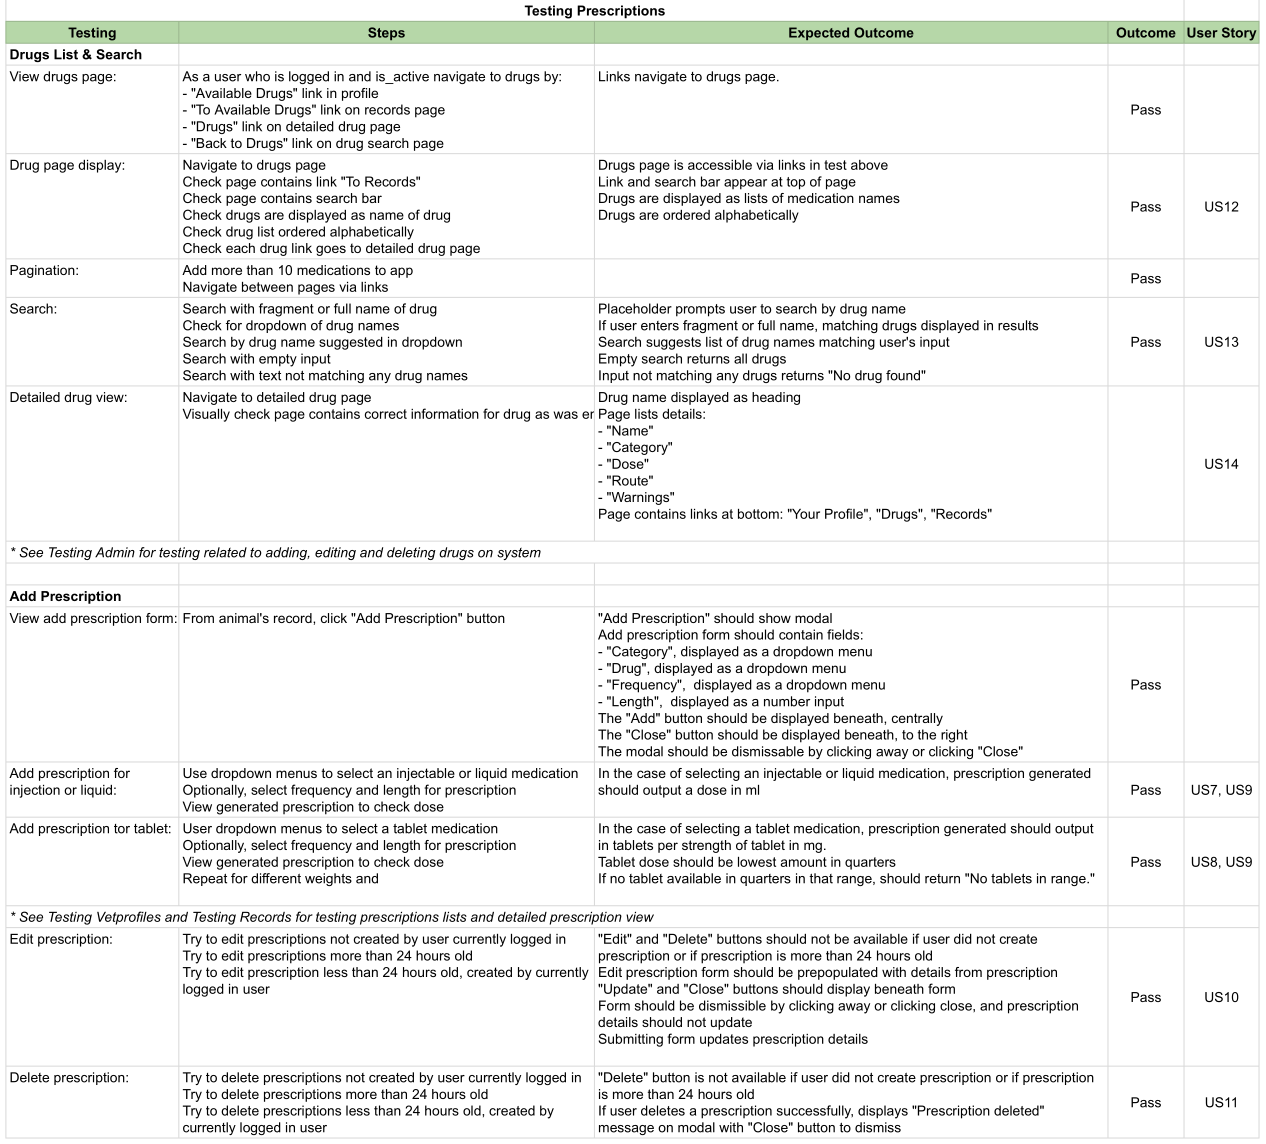 Testing Prescriptions
Testing Steps Expected Outcome Outcome User Story
Drugs List & Search
View drugs page:
As a user who is logged in and is_active navigate to drugs by:
- "Available Drugs" link in profile
- "To Available Drugs" link on records page
- "Drugs" link on detailed drug page
- "Back to Drugs" link on drug search page
Links navigate to drugs page.
Pass
Drug page display:
Navigate to drugs page
Check page contains link "To Records"
Check page contains search bar
Check drugs are displayed as name of drug
Check drug list ordered alphabetically
Check each drug link goes to detailed drug page
Drugs page is accessible via links in test above
Link and search bar appear at top of page
Drugs are displayed as lists of medication names
Drugs are ordered alphabetically
Pass
US12
Pagination:
Add more than 10 medications to app
Navigate between pages via links
Pass
Search:
Search with fragment or full name of drug
Check for dropdown of drug names
Search by drug name suggested in dropdown
Search with empty input
Search with text not matching any drug names
Placeholder prompts user to search by drug name
If user enters fragment or full name, matching drugs displayed in results
Search suggests list of drug names matching user's input
Empty search returns all drugs
Input not matching any drugs returns "No drug found"
Pass
US13
Detailed drug view:
Navigate to detailed drug page
Visually check page contains correct information for drug as was er
Drug name displayed as heading
Page lists details:
- "Name"
- "Category"
- "Dose"
- "Route"
- "Warnings"
Page contains links at bottom: "Your Profile", "Drugs", "Records"
US14
* See Testing Admin for testing related to adding, editing and deleting drugs on system
Add Prescription
View add prescription form:
From animal's record, click "Add Prescription" button
"Add Prescription" should show modal
Add prescription form should contain fields:
- "Category", displayed as a dropdown menu
- "Drug", displayed as a dropdown menu
- "Frequency",  displayed as a dropdown menu
- "Length",  displayed as a number input
The "Add" button should be displayed beneath, centrally
The "Close" button should be displayed beneath, to the right
The modal should be dismissable by clicking away or clicking "Close"
Pass
Add prescription for
injection or liquid:
Use dropdown menus to select an injectable or liquid medication
Optionally, select frequency and length for prescription
View generated prescription to check dose
In the case of selecting an injectable or liquid medication, prescription generated
should output a dose in ml
Pass
US7, US9
Add prescription tor tablet:
User dropdown menus to select a tablet medication
Optionally, select frequency and length for prescription
View generated prescription to check dose
Repeat for different weights and
In the case of selecting a tablet medication, prescription generated should output
in tablets per strength of tablet in mg.
Tablet dose should be lowest amount in quarters
If no tablet available in quarters in that range, should return "No tablets in range."
Pass
US8, US9
* See Testing Vetprofiles and Testing Records for testing prescriptions lists and detailed prescription view
Edit prescription:
Try to edit prescriptions not created by user currently logged in
Try to edit prescriptions more than 24 hours old
Try to edit prescription less than 24 hours old, created by currently
logged in user
"Edit" and "Delete" buttons should not be available if user did not create
prescription or if prescription is more than 24 hours old
Edit prescription form should be prepopulated with details from prescription
"Update" and "Close" buttons should display beneath form
Form should be dismissible by clicking away or clicking close, and prescription
details should not update
Submitting form updates prescription details
Pass
US10
Delete prescription:
Try to delete prescriptions not created by user currently logged in
Try to delete prescriptions more than 24 hours old
Try to delete prescriptions less than 24 hours old, created by
currently logged in user
"Delete" button is not available if user did not create prescription or if prescription
is more than 24 hours old
If user deletes a prescription successfully, displays "Prescription deleted"
message on modal with "Close" button to dismiss
Pass
US11